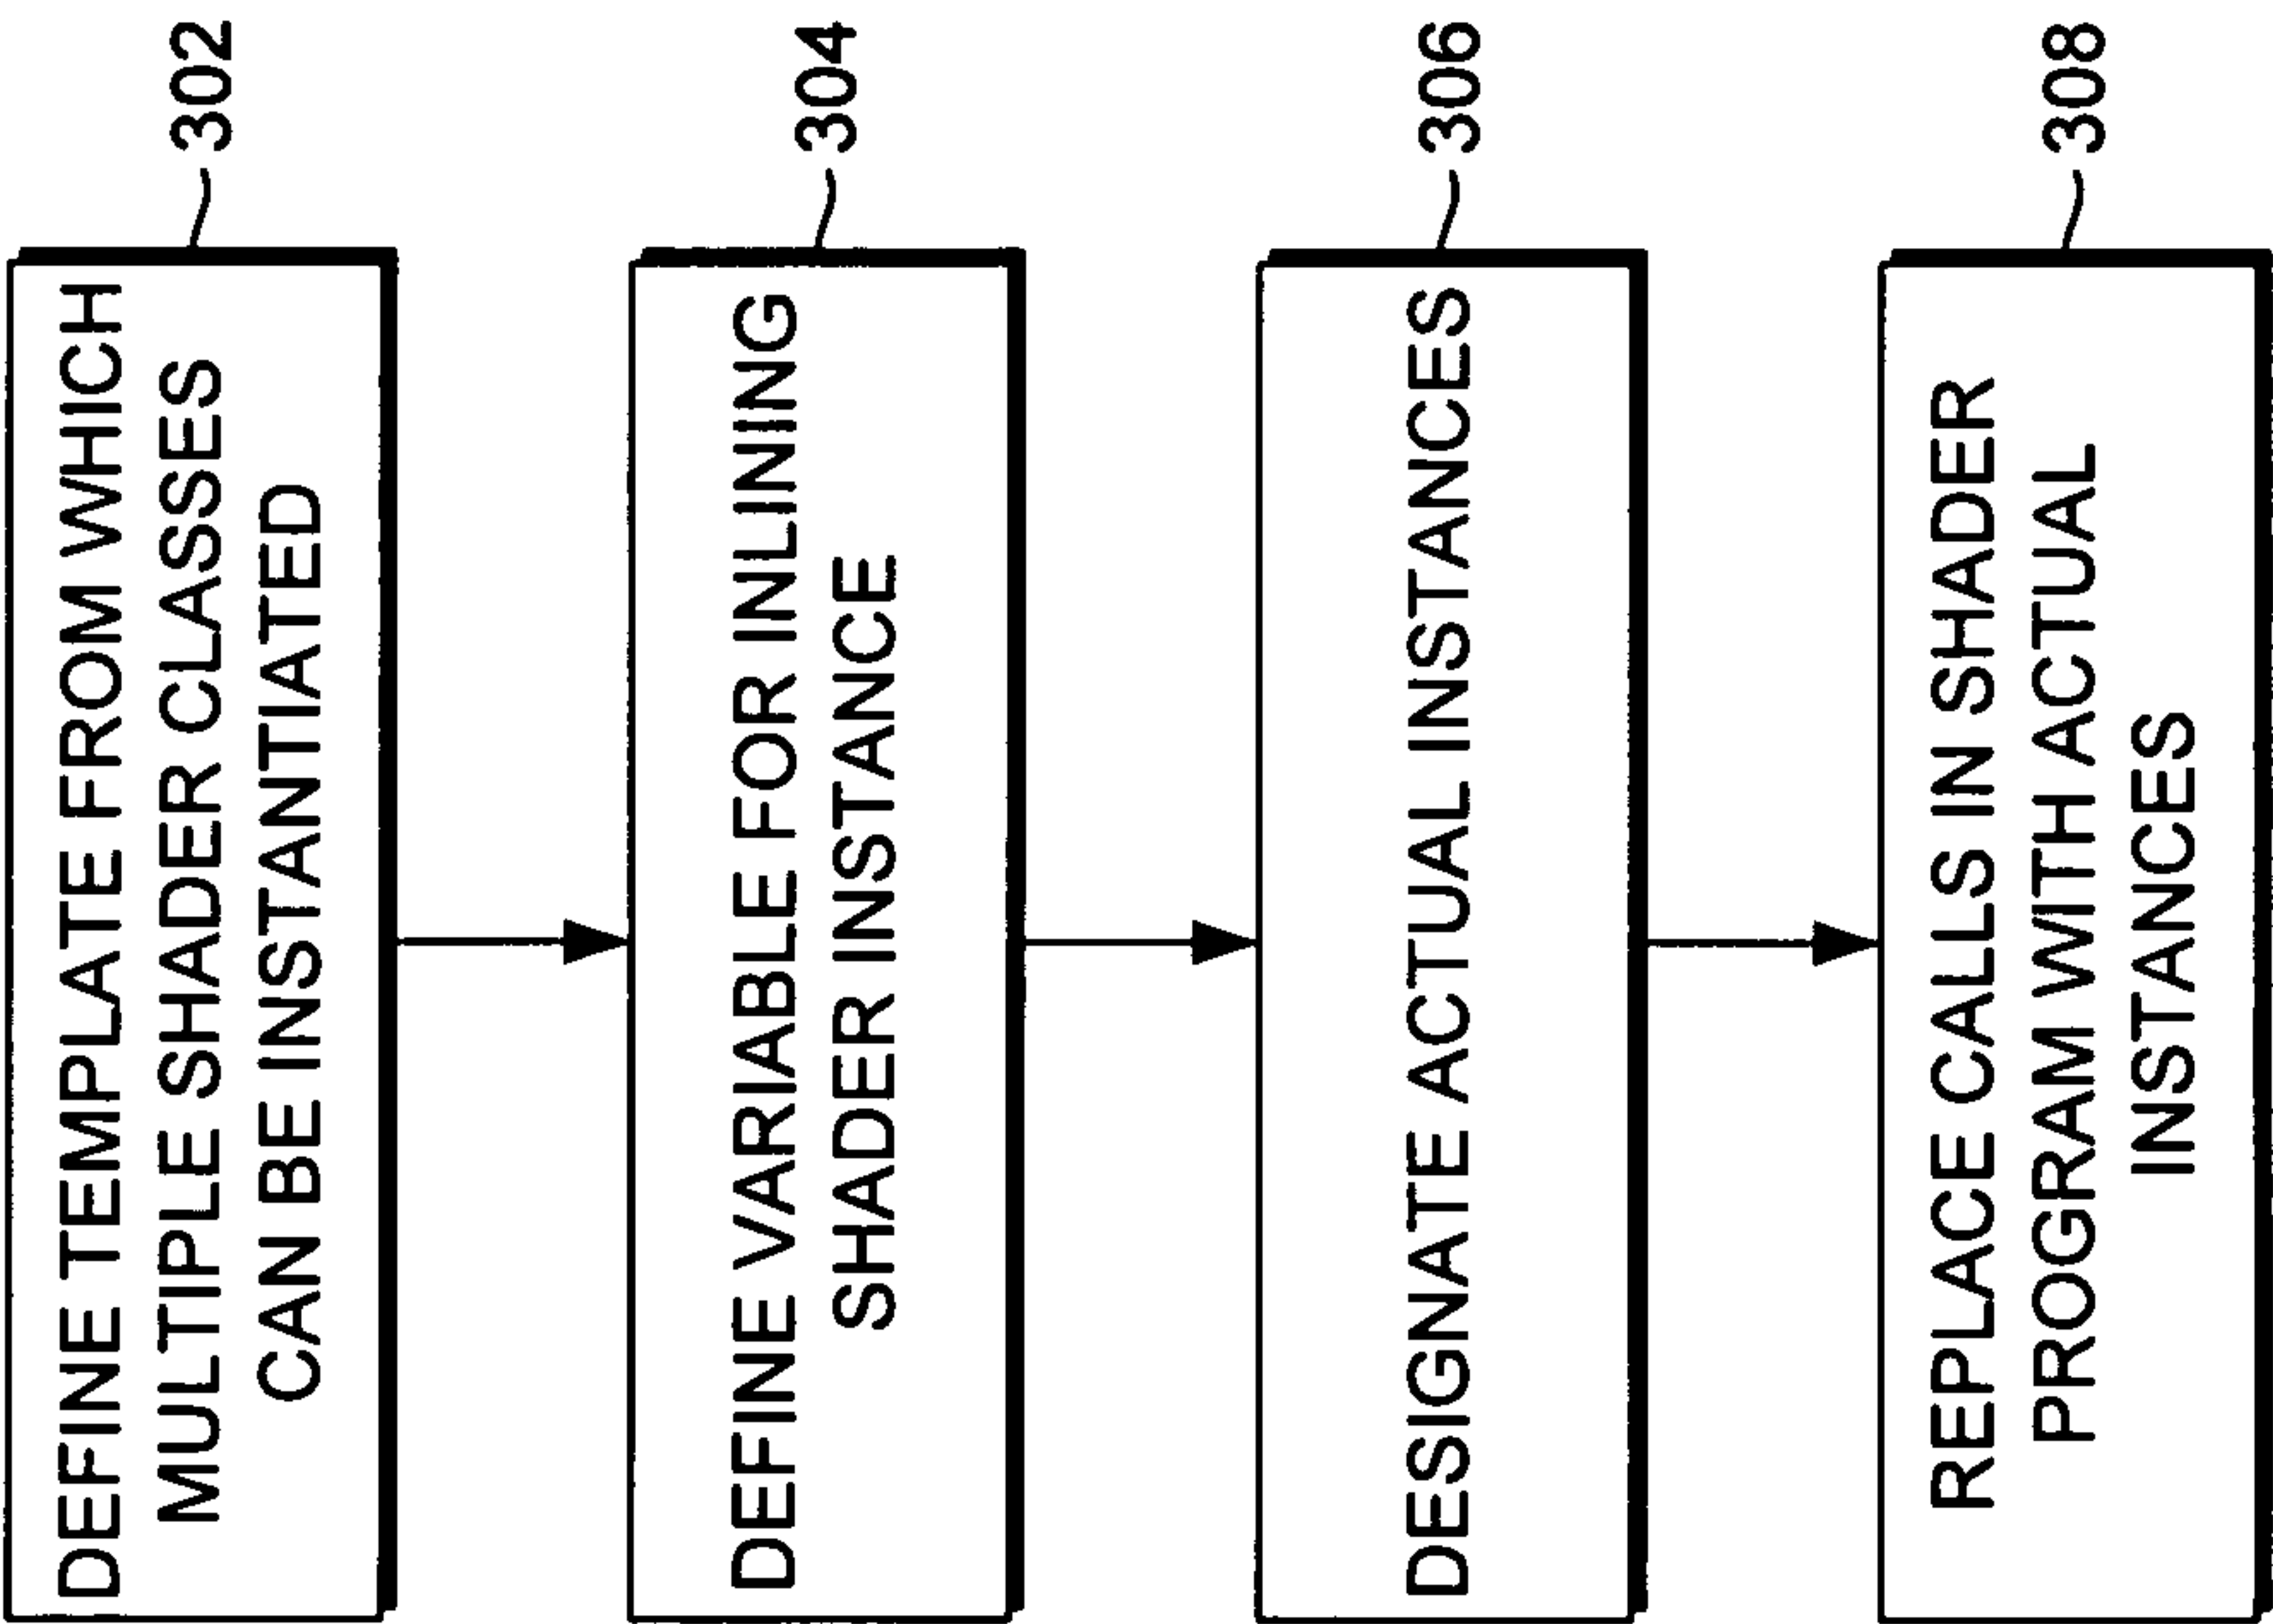 DEFINE TEMPLATE FROM WHICH
MULTIPLE SHADER CLASSES
CAN BE INSTANTIATED
302
DEFINE VARIABLE FOR INLINING
SHADER INSTANCE
304
DESIGNATE ACTUAL INSTANCES
306
REPLACE CALLS IN SHADER
PROGRAM WITH ACTUAL
INSTANCES
308